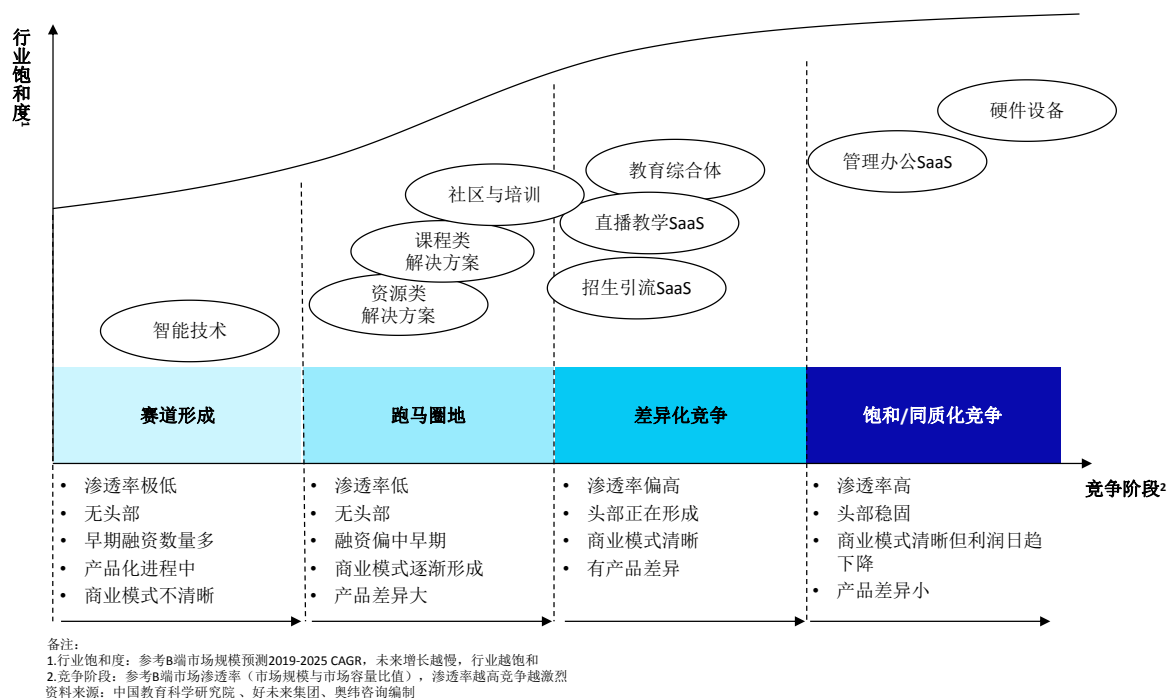 行业饱和度1
硬件设备
管理办公SaaS
教育综合体
社区与培训
直播教学SaaS
课程类
解决方案
招生引流SaaS
资源类
解决方案
智能技术
赛道形成
跑马圈地
差异化竞争
饱和/同质化竞争
竞争阶段2
• 渗透率极低
• 无头部
• 早期融资数量多
• 产品化进程中
• 商业模式不清晰
• 渗透率低
• 无头部
• 融资偏中早期
• 商业模式逐渐形成
• 产品差异大
• 渗透率偏高
• 头部正在形成
• 商业模式清晰
• 有产品差异
• 渗透率高
• 头部稳固
• 商业模式清晰但利润日趋
下降
• 产品差异小
备注：
1.行业饱和度：参考B端市场规模预测2019-2025 CAGR，未来增长越慢，行业越饱和
2.竞争阶段：参考B端市场渗透率（市场规模与市场容量比值），渗透率越高竞争越激烈
资料来源：中国教育科学研究院 、好未来集团、奥纬咨询编制